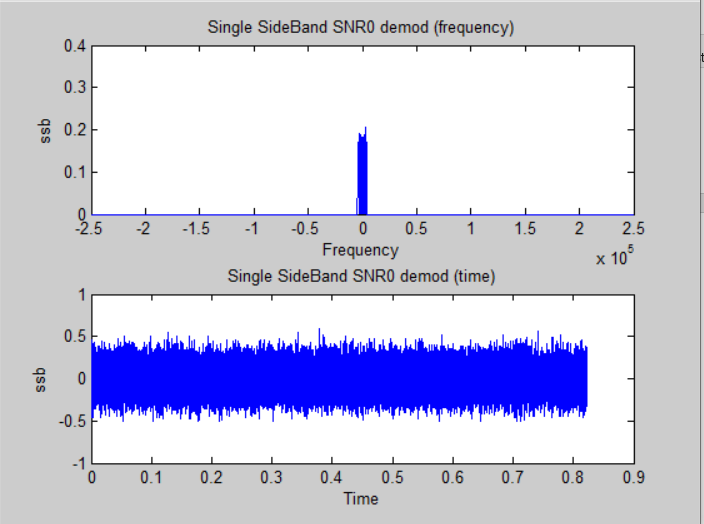 Single SideBand SNR0 demod (frequency)
0.4
0.3
0.2
0.1
0
ssb
-2.5 -2 -1.5 -1 -0.5 0 0.5 1 1.5 2 2.5
Frequency
x 10^5
Single SideBand SNR0 demod (time)
1
0.5
0
-0.5
-1
ssb
0 0.1 0.2 0.3 0.4 0.5 0.6 0.7 0.8 0.9
Time
t